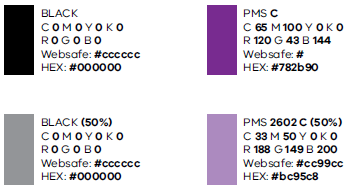 BLACK
C 0 M 0 Y 0 K 0
R 0 G 0 B 0
Websafe: #cccccc
HEX: #000000
PMS C
C 65 M 100 Y 0 K 0
R 120 G 43 B 144
Websafe: #
HEX: #782b90
BLACK (50%)
C 0 M 0 Y 0 K 0
R 0 G 0 B 0
Websafe: #cccccc
HEX: #000000
PMS 2602 C (50%)
C 33 M 50 Y 0 K 0
R 188 G 149 B 200
Websafe: #cc99cc
HEX: #bc95c8